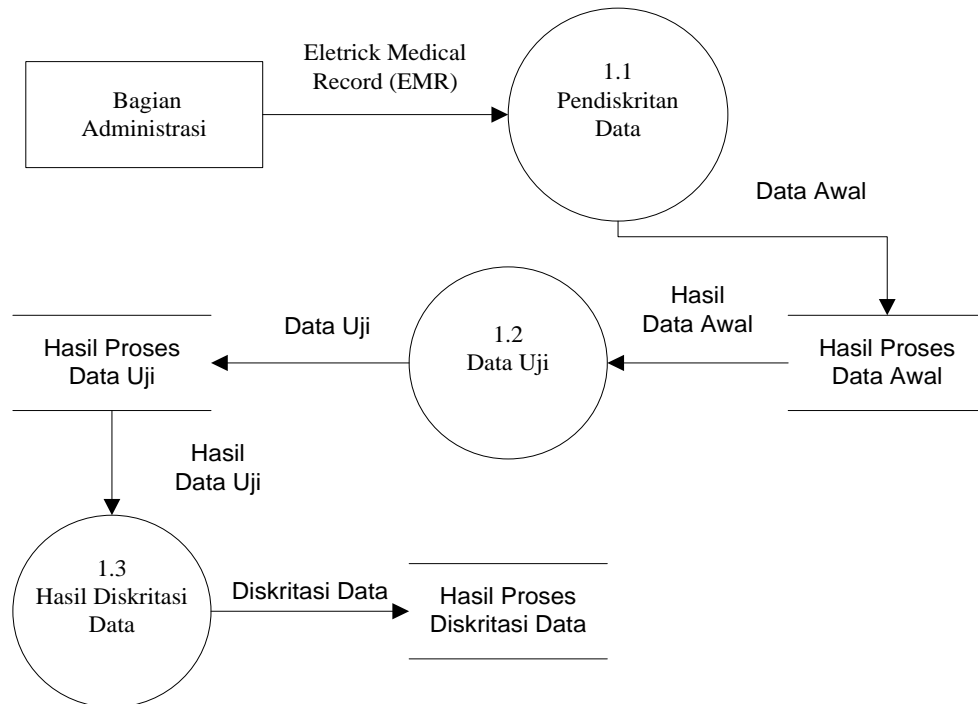 Eletrick Medical
Record (EMR)
Bagian
Administrasi
1.1
Pendiskritan
Data
Data Awal
Hasil
Data Awal
Data Uji
1.2
Data Uji
Hasil Proses
Data Uji
Hasil Proses
Data Awal
Hasil
Data Uji
1.3
Hasil Diskritasi
Data
Diskritasi Data
Hasil Proses
Diskritasi Data